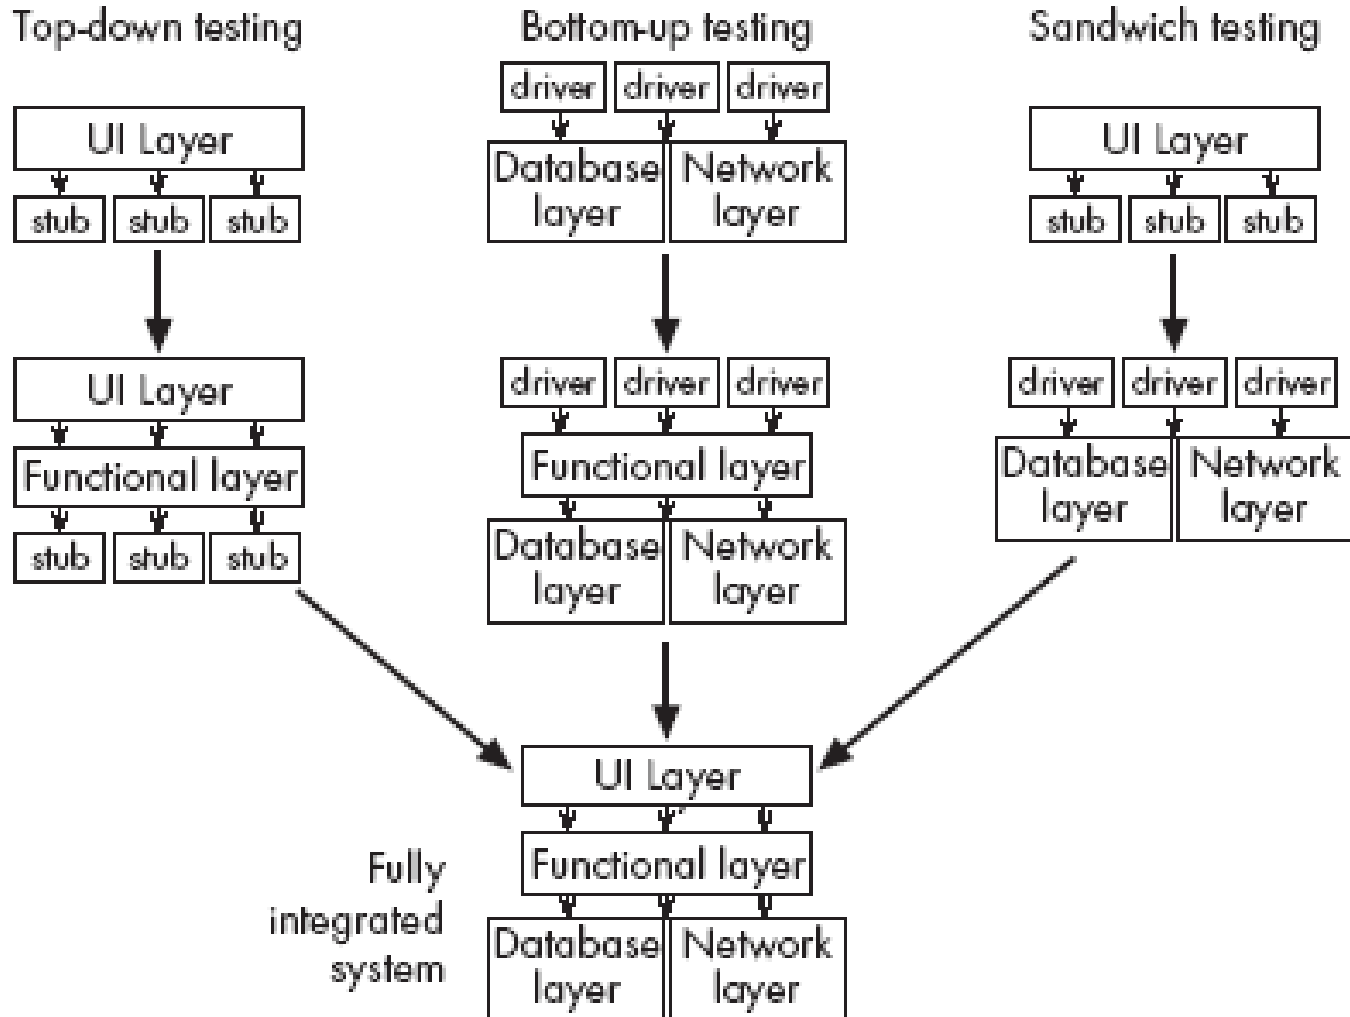 Top-down testing
UI Layer
stub stub stub
UI Layer
Functional layer
stub stub stub
Bottom-up testing
driver driver driver
Database layer
Network layer
driver driver driver
Functional layer
Database layer
Network layer
Sandwich testing
UI Layer
stub stub stub
driver driver driver
Database layer
Network layer
Fully
integrated
system
UI Layer
Functional layer
Database layer
Network layer